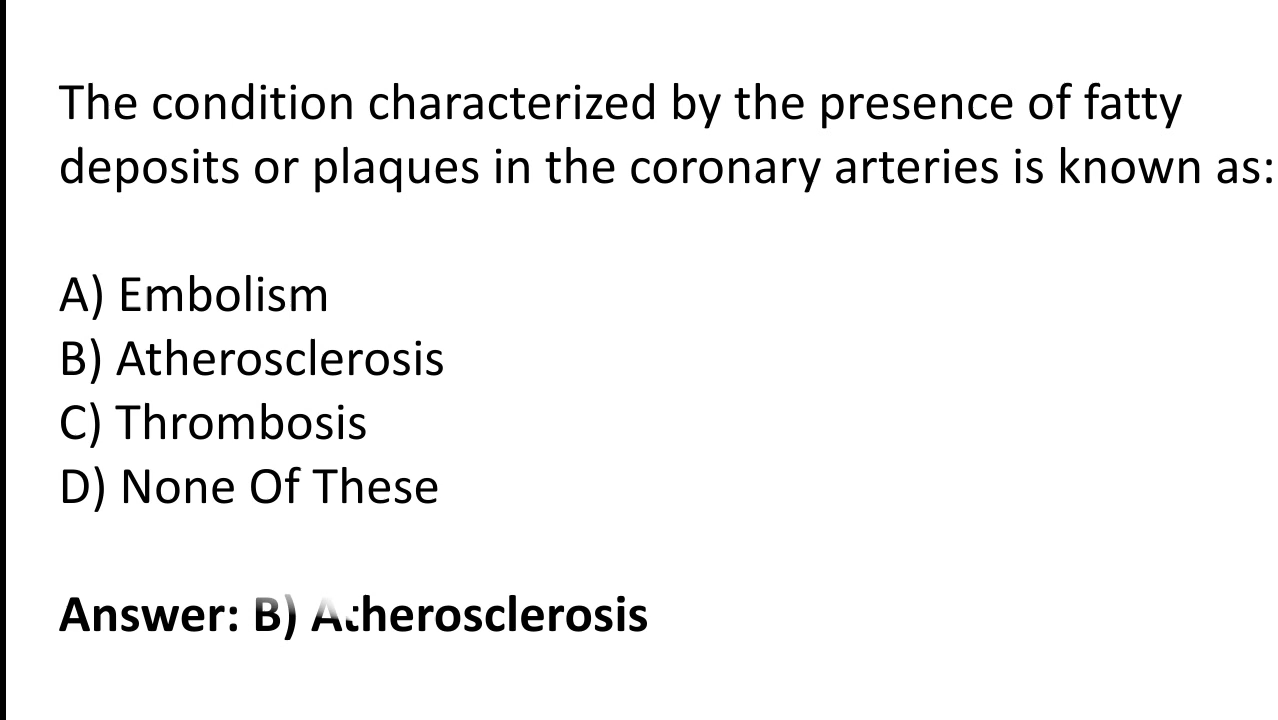 The condition characterized by the presence of fatty
deposits or plaques in the coronary arteries is known as:
A) Embolism
B) Atherosclerosis
C) Thrombosis
D) None Of These
Answer: B) Atherosclerosis